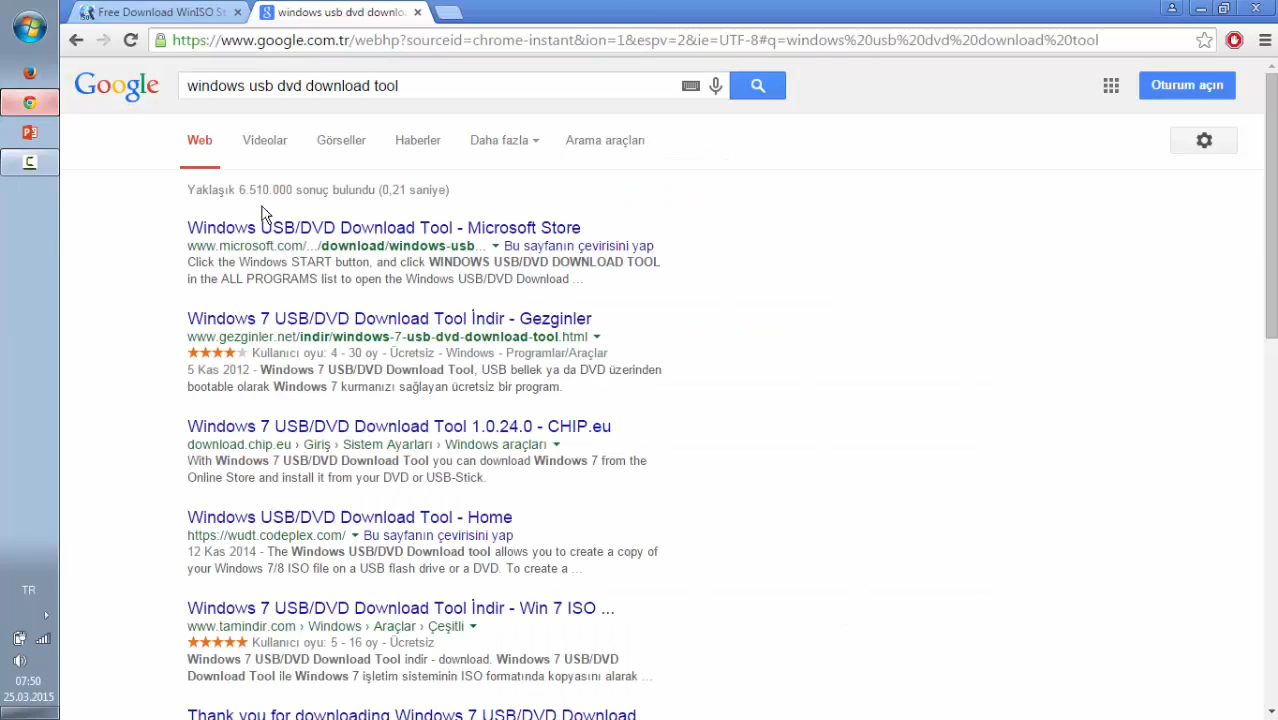 Free Download WinISO St
windows usb dvd downlo
https://www.google.com.tr/webhp?sourceid=chrome-instant&ion=1&espv=2&ie=UTF-8#q=windows%20usb%20dvd%20download%20tool
Google
windows usb dvd download tool
Oturum açın
Web
Videolar
Görseller
Haberler
Daha fazla
Arama araçları
Yaklaşık 6.510.000 sonuç bulundu (0,21 saniye)
Windows USB/DVD Download Tool - Microsoft Store
www.microsoft.com/.../download/windows-usb... Bu sayfanın çevirisini yap
Click the Windows START button, and click WINDOWS USB/DVD DOWNLOAD TOOL
in the ALL PROGRAMS list to open the Windows USB/DVD Download ...
Windows 7 USB/DVD Download Tool İndir - Gezginler
www.gezginler.net/indir/windows-7-usb-dvd-download-tool.html
Kullanıcı oyu: 4 - 30 oy - Ücretsiz - Windows - Programlar/Araçlar
5 Kas 2012 - Windows 7 USB/DVD Download Tool, USB bellek ya da DVD üzerinden
bootable olarak Windows 7 kurmanızı sağlayan ücretsiz bir program.
Windows 7 USB/DVD Download Tool 1.0.24.0 - CHIP.eu
download.chip.eu › Giriş › Sistem Ayarları › Windows araçları
With Windows 7 USB/DVD Download Tool you can download Windows 7 from the
Online Store and install it from your DVD or USB-Stick.
Windows USB/DVD Download Tool - Home
https://wudt.codeplex.com/ Bu sayfanın çevirisini yap
12 Kas 2014 - The Windows USB/DVD Download tool allows you to create a copy of
your Windows 7/8 ISO file on a USB flash drive or a DVD. To create a ...
Windows 7 USB/DVD Download Tool İndir - Win 7 ISO ...
www.tamindir.com › Windows › Araçlar › Çeşitli
Kullanıcı oyu: 5 - 16 oy - Ücretsiz
Windows 7 USB/DVD Download Tool indir - download. Windows 7 USB/DVD
Download Tool ile Windows 7 işletim sisteminin ISO formatında kopyasını alarak ...
Thank you for downloading Windows 7 USB/DVD Download
TR
07:50
25.03.2015